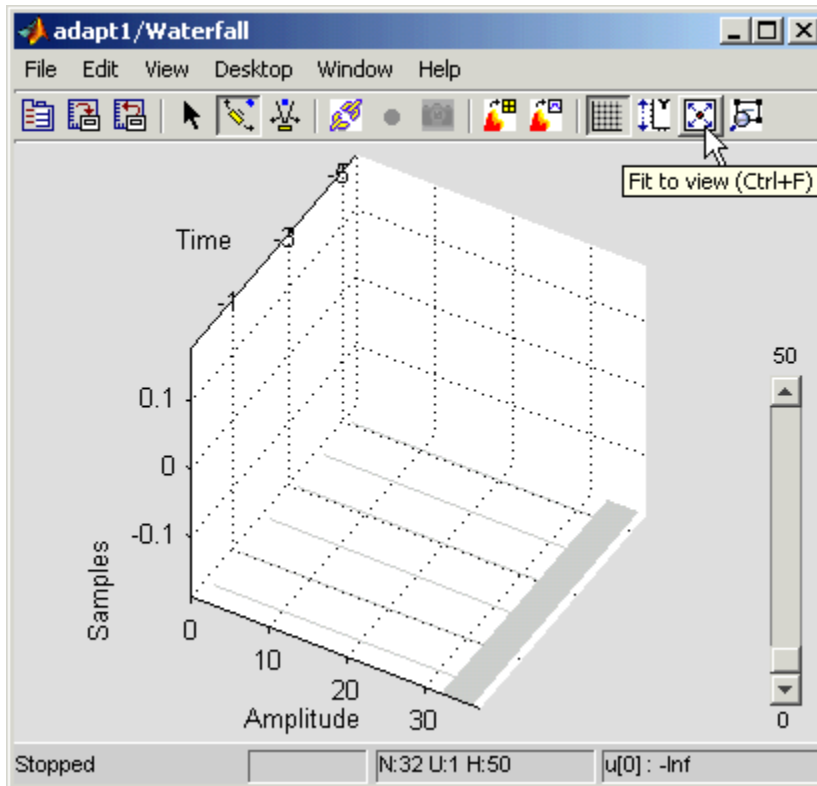 adapt1/Waterfall
File Edit View Desktop Window Help
Fit to view (Ctrl+F)
-5
Time -3
-1
50
0.1
0
-0.1
Samples
0
10
20
30
Amplitude
0
Stopped N:32 U:1 H:50 u[0] : -Inf